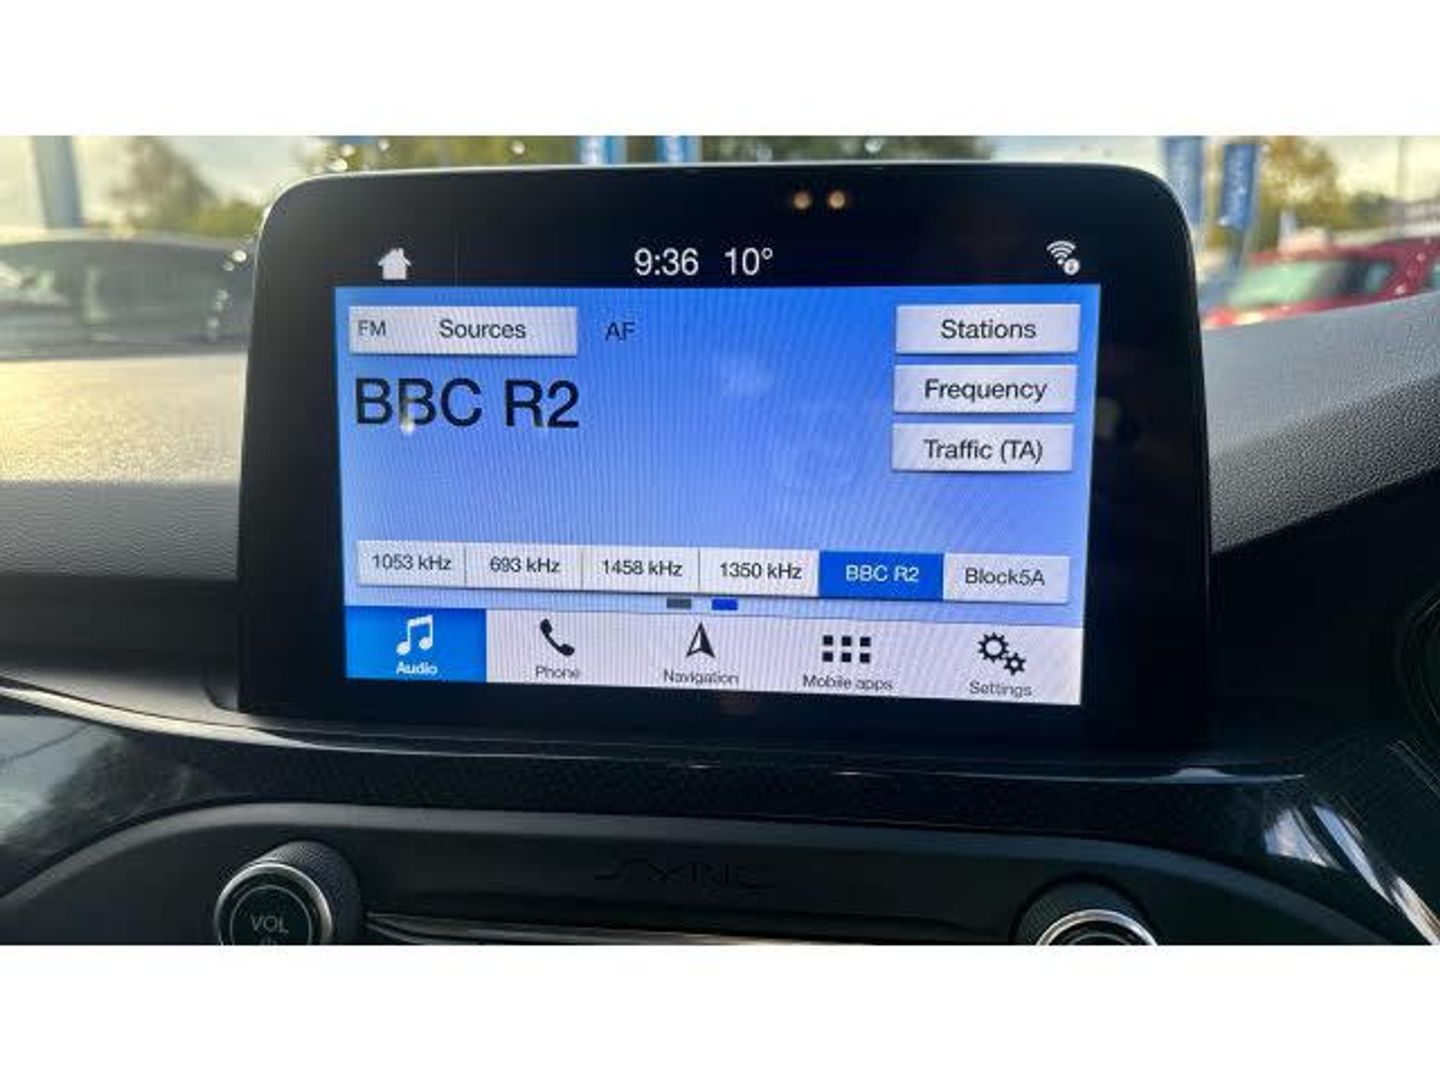 9:36 10°
FM Sources AF Stations
BBC R2 Frequency
Traffic (TA)
1053 kHz 693 kHz 1458 kHz 1350 kHz BBC R2 Block5A
Audio Phone Navigation Mobile apps Settings
SYNC
VOL